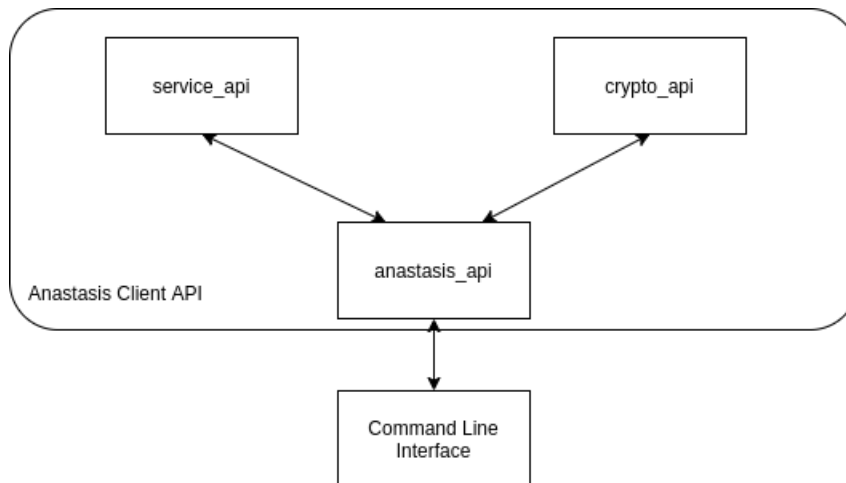 service_api
crypto_api
anastasis_api
Anastasis Client API
Command Line
Interface